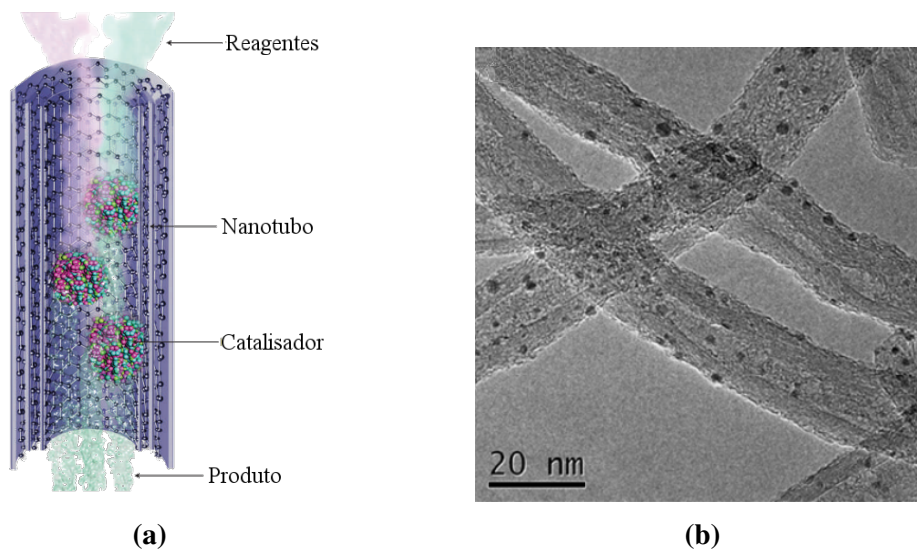 Reagentes
Nanotubo
Catalisador
Produto
20 nm
(a)
(b)